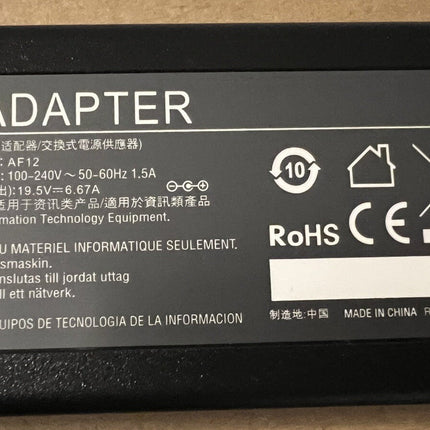 ADAPTER
适配器/交換式電源供應器)
: AF12
: 100-240V～50-60Hz 1.5A
出): 19.5V⎓6.67A
适用于资讯类产品/適用於資訊類產品
rmation Technology Equipment.
U MATERIEL INFORMATIQUE SEULEMENT.
smaskin.
nslutas till jordat uttag
ll ett nätverk.
UIPOS DE TECNOLOGIA DE LA INFORMACION
10
RoHS CE
制造地:中国 MADE IN CHINA